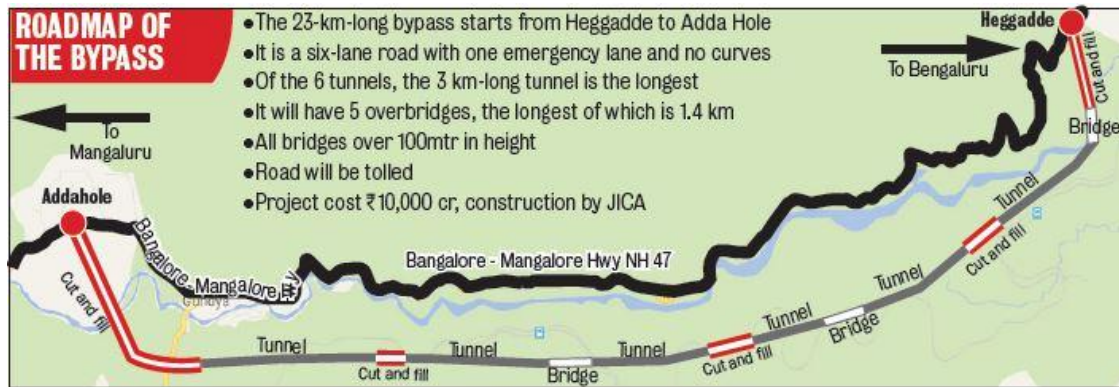 ROADMAP OF
THE BYPASS
• The 23-km-long bypass starts from Heggadde to Adda Hole
• It is a six-lane road with one emergency lane and no curves
• Of the 6 tunnels, the 3 km-long tunnel is the longest
• It will have 5 overbridges, the longest of which is 1.4 km
• All bridges over 100mtr in height
• Road will be tolled
• Project cost ₹10,000 cr, construction by JICA
Heggadde
To Bengaluru
Cut and fill
Bridge
To
Mangaluru
Addahole
Bangalore - Mangalore Hwy
Gundya
Bangalore - Mangalore Hwy NH 47
Cut and fill
Tunnel
Cut and fill
Tunnel
Bridge
Tunnel
Cut and fill
Tunnel
Bridge
Tunnel
Cut and fill
Tunnel